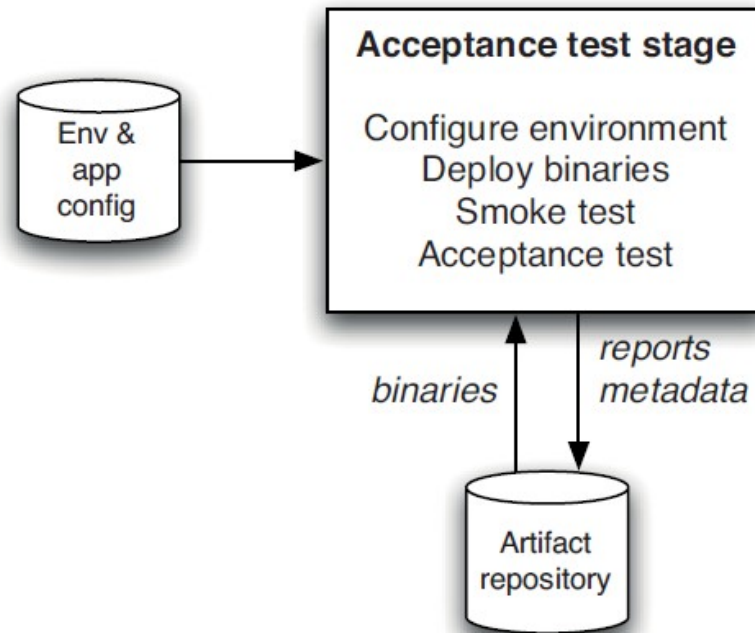 Acceptance test stage
Configure environment
Deploy binaries
Smoke test
Acceptance test
Env &
app
config
binaries
reports
metadata
Artifact
repository